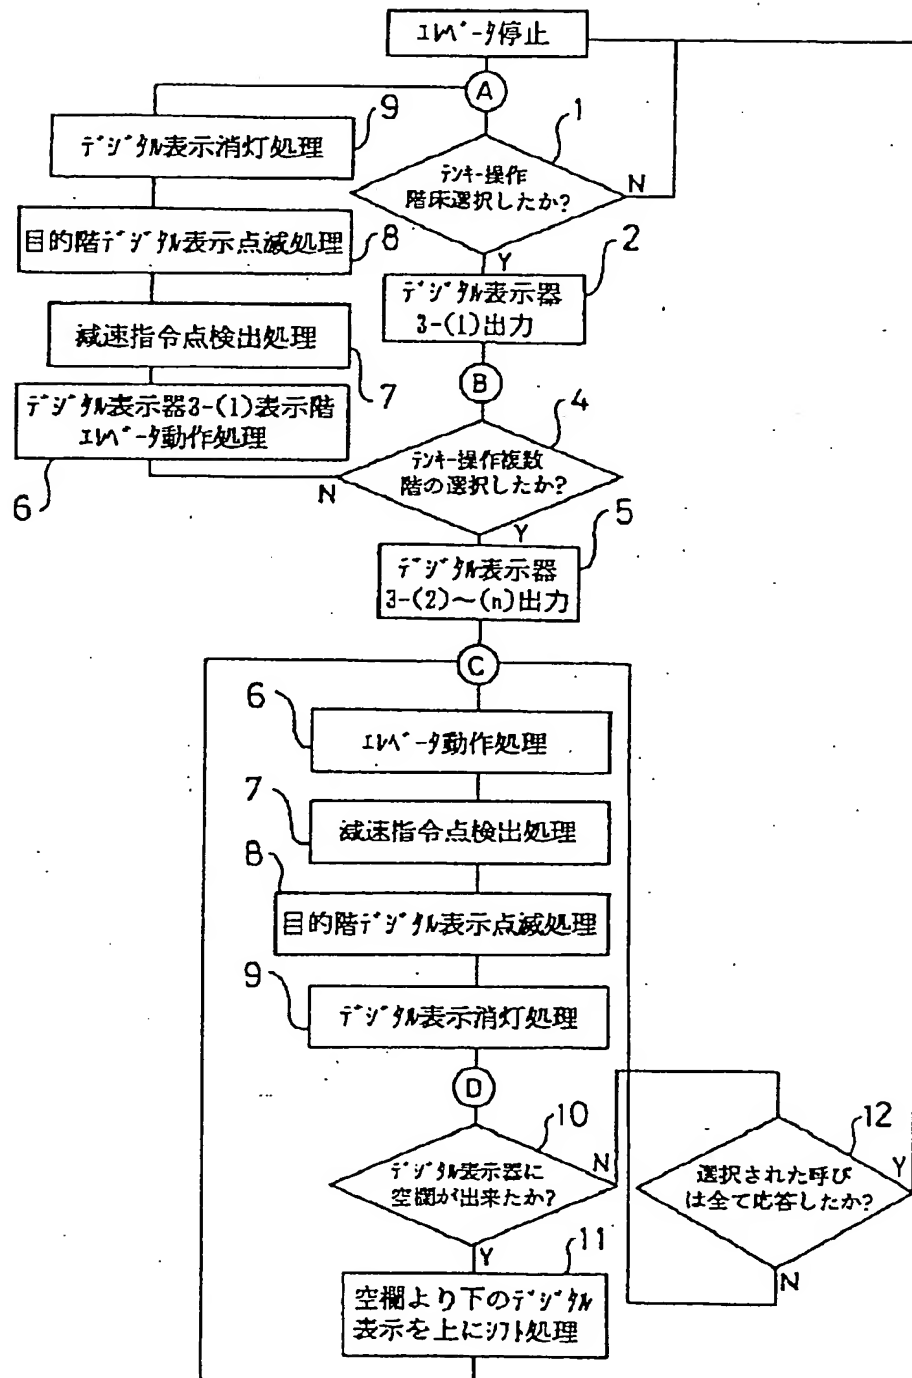 エレベータ停止
A
9
デジタル表示消灯処理
1
テンキー操作
階床選択したか?
N
目的階デジタル表示点滅処理
8
Y
2
デジタル表示器
3-(1)出力
減速指令点検出処理
7
B
デジタル表示器3-(1)表示階
エレベータ動作処理
6
4
テンキー操作複数
階の選択したか?
N
Y
5
デジタル表示器
3-(2)〜(n)出力
C
6
エレベータ動作処理
7
減速指令点検出処理
8
目的階デジタル表示点滅処理
9
デジタル表示消灯処理
D
10
デジタル表示器に
空欄が出来たか?
N
Y
12
選択された呼び
は全て応答したか?
Y
N
11
空欄より下のデジタル
表示を上にシフト処理